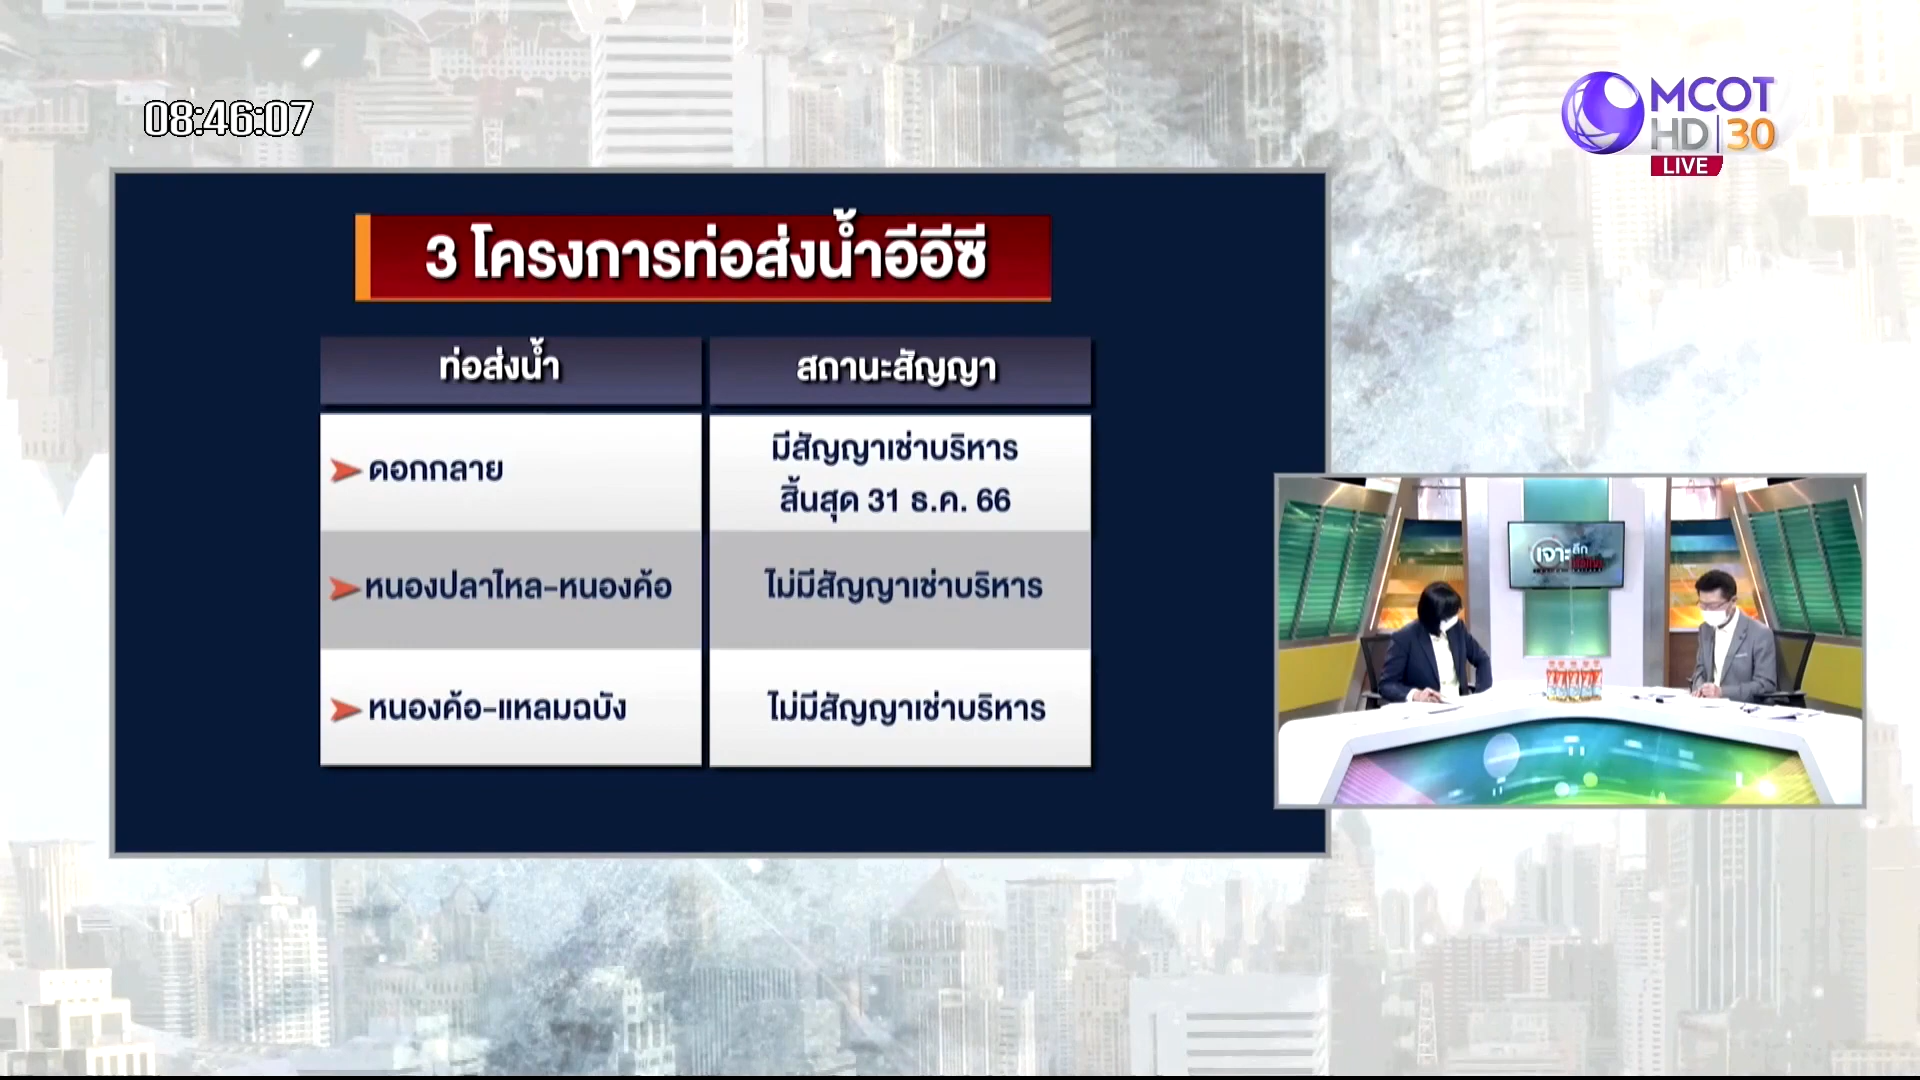 08:46:07
MCOT
HD 30
LIVE
3 โครงการท่อส่งน้ำอีอีซี
ท่อส่งน้ำ
สถานะสัญญา
ดอกกลาย
มีสัญญาเช่าบริหาร
สิ้นสุด 31 ธ.ค. 66
หนองปลาไหล-หนองค้อ
ไม่มีสัญญาเช่าบริหาร
หนองค้อ-แหลมฉบัง
ไม่มีสัญญาเช่าบริหาร
เจาะลึก